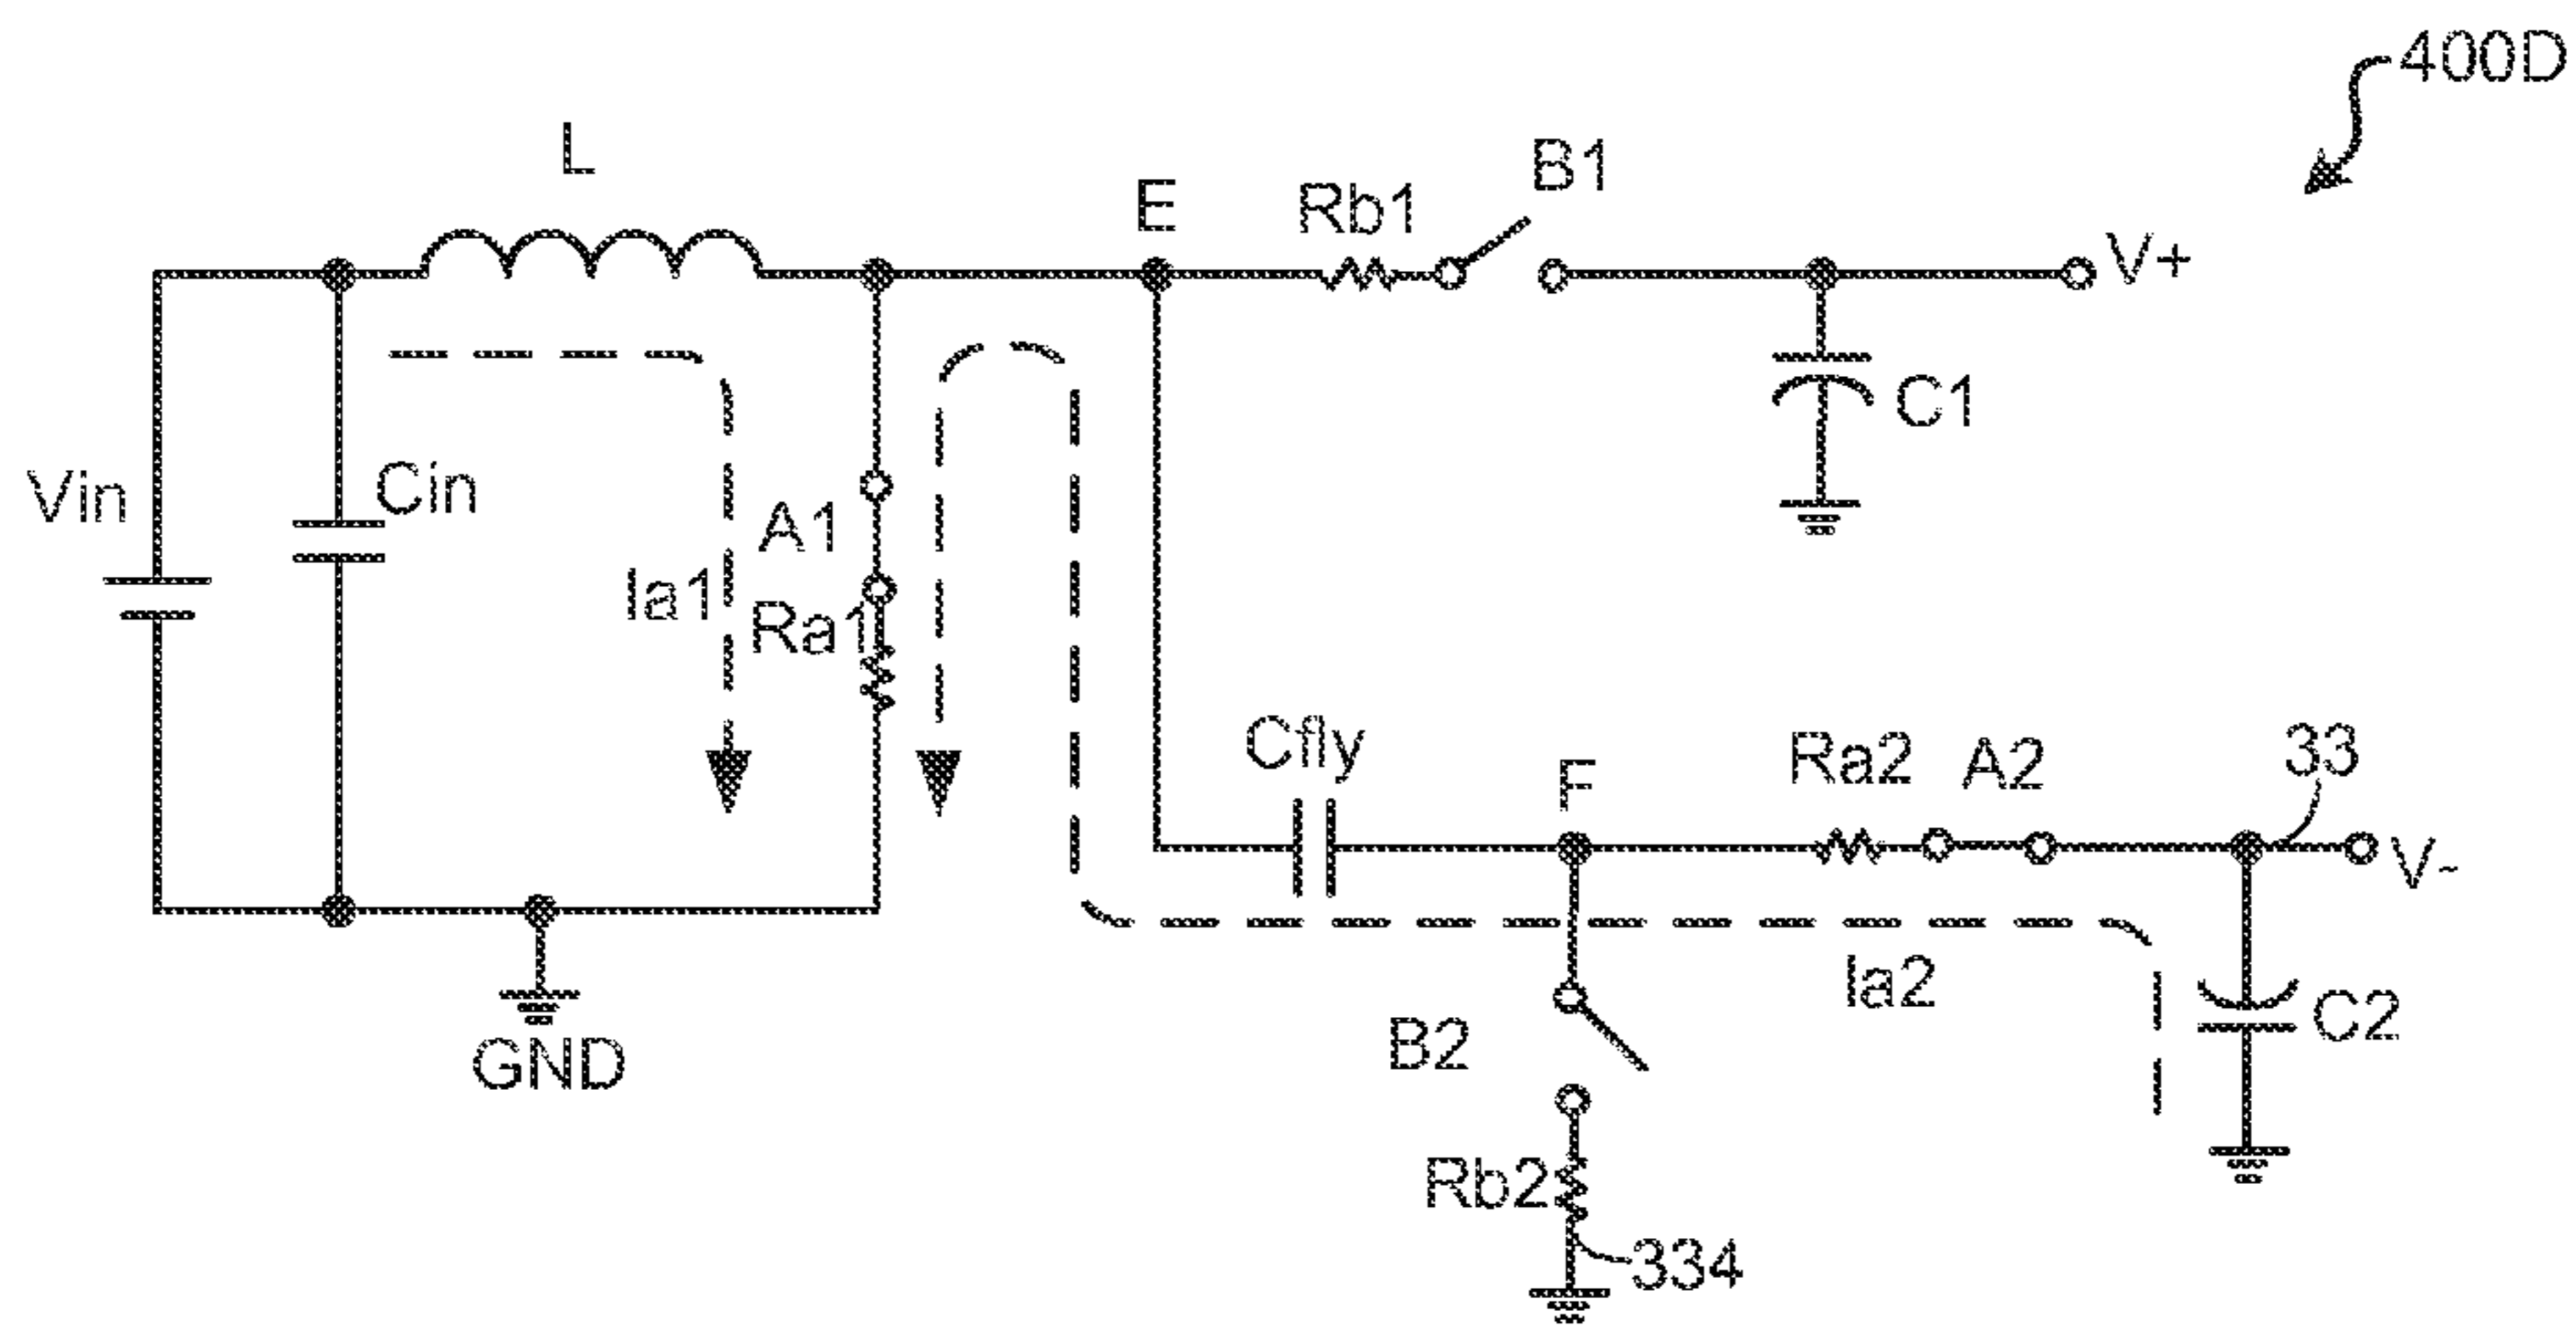 400D
L
E
Rb1
B1
V+
C1
Vin
Cin
A1
Ia1
Ra1
Cfly
F
Ra2
A2
33
V-
Ia2
C2
GND
B2
Rb2
334